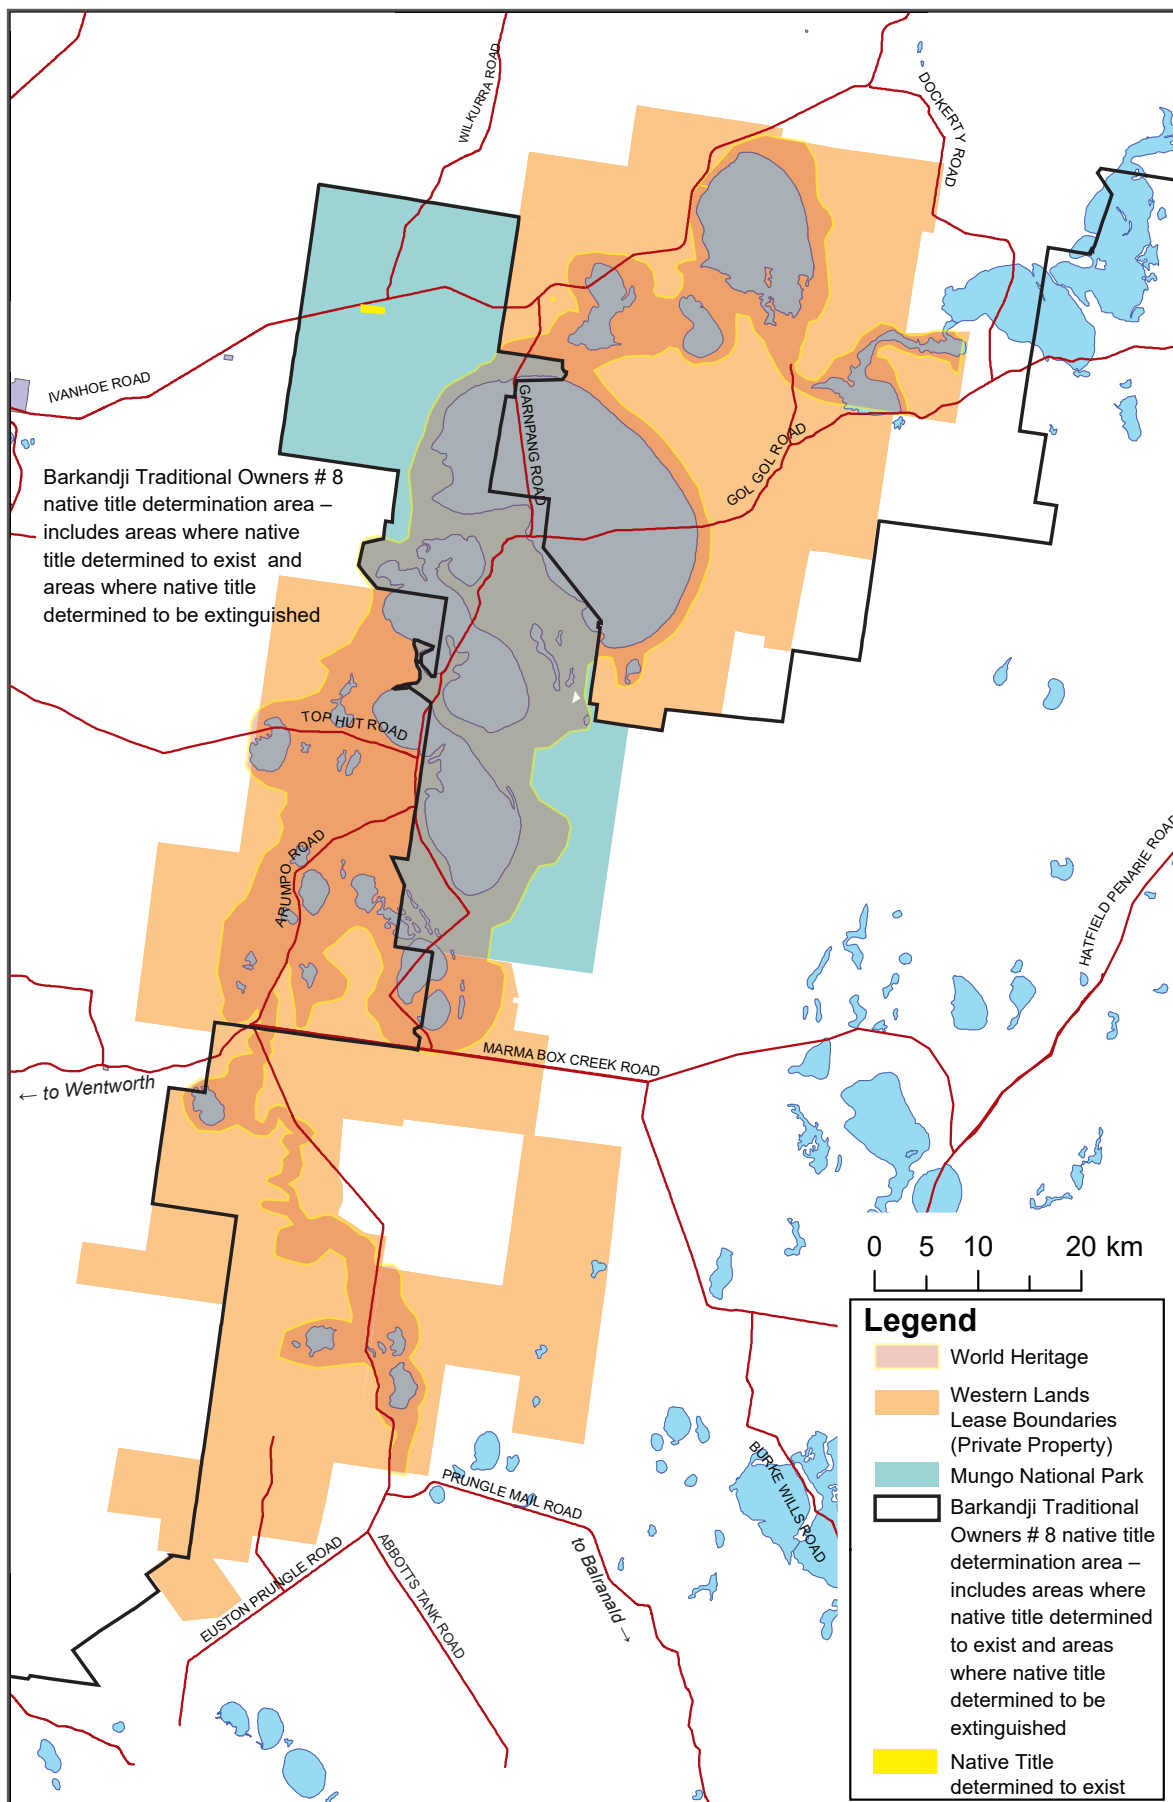 WILKURRA ROAD
DOCKERTY ROAD
IVANHOE ROAD
GARNPANG ROAD
GOL GOL ROAD
Barkandji Traditional Owners # 8
native title determination area –
includes areas where native
title determined to exist and
areas where native title
determined to be extinguished
TOP HUT ROAD
ARUMPO ROAD
HATFIELD PENARIE ROAD
MARMA BOX CREEK ROAD
← to Wentworth
0 5 10 20 km
Legend
World Heritage
Western Lands
Lease Boundaries
(Private Property)
Mungo National Park
Barkandji Traditional
Owners # 8 native title
determination area –
includes areas where
native title determined
to exist and areas
where native title
determined to be
extinguished
Native Title
determined to exist
BURKE WILLS ROAD
PRUNGLE MAIL ROAD
to Balranald →
EUSTON PRUNGLE ROAD
ABBOTTS TANK ROAD